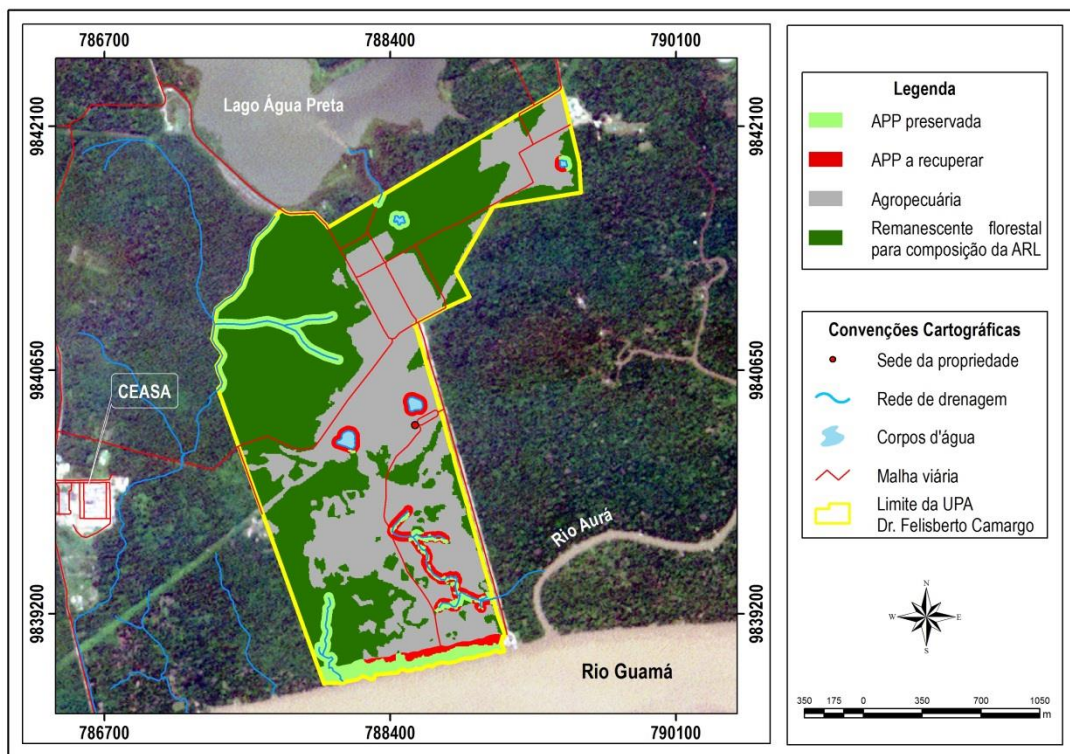 786700
788400
790100
9842100
9840650
9839200
Lago Água Preta
CEASA
Rio Aurá
Rio Guamá
9842100
9840650
9839200
786700
788400
790100
Legenda
APP preservada
APP a recuperar
Agropecuária
Remanescente florestal
para composição da ARL
Convenções Cartográficas
Sede da propriedade
Rede de drenagem
Corpos d'água
Malha viária
Limite da UPA
Dr. Felisberto Camargo
N
W
E
S
350 175 0 350 700 1050
m